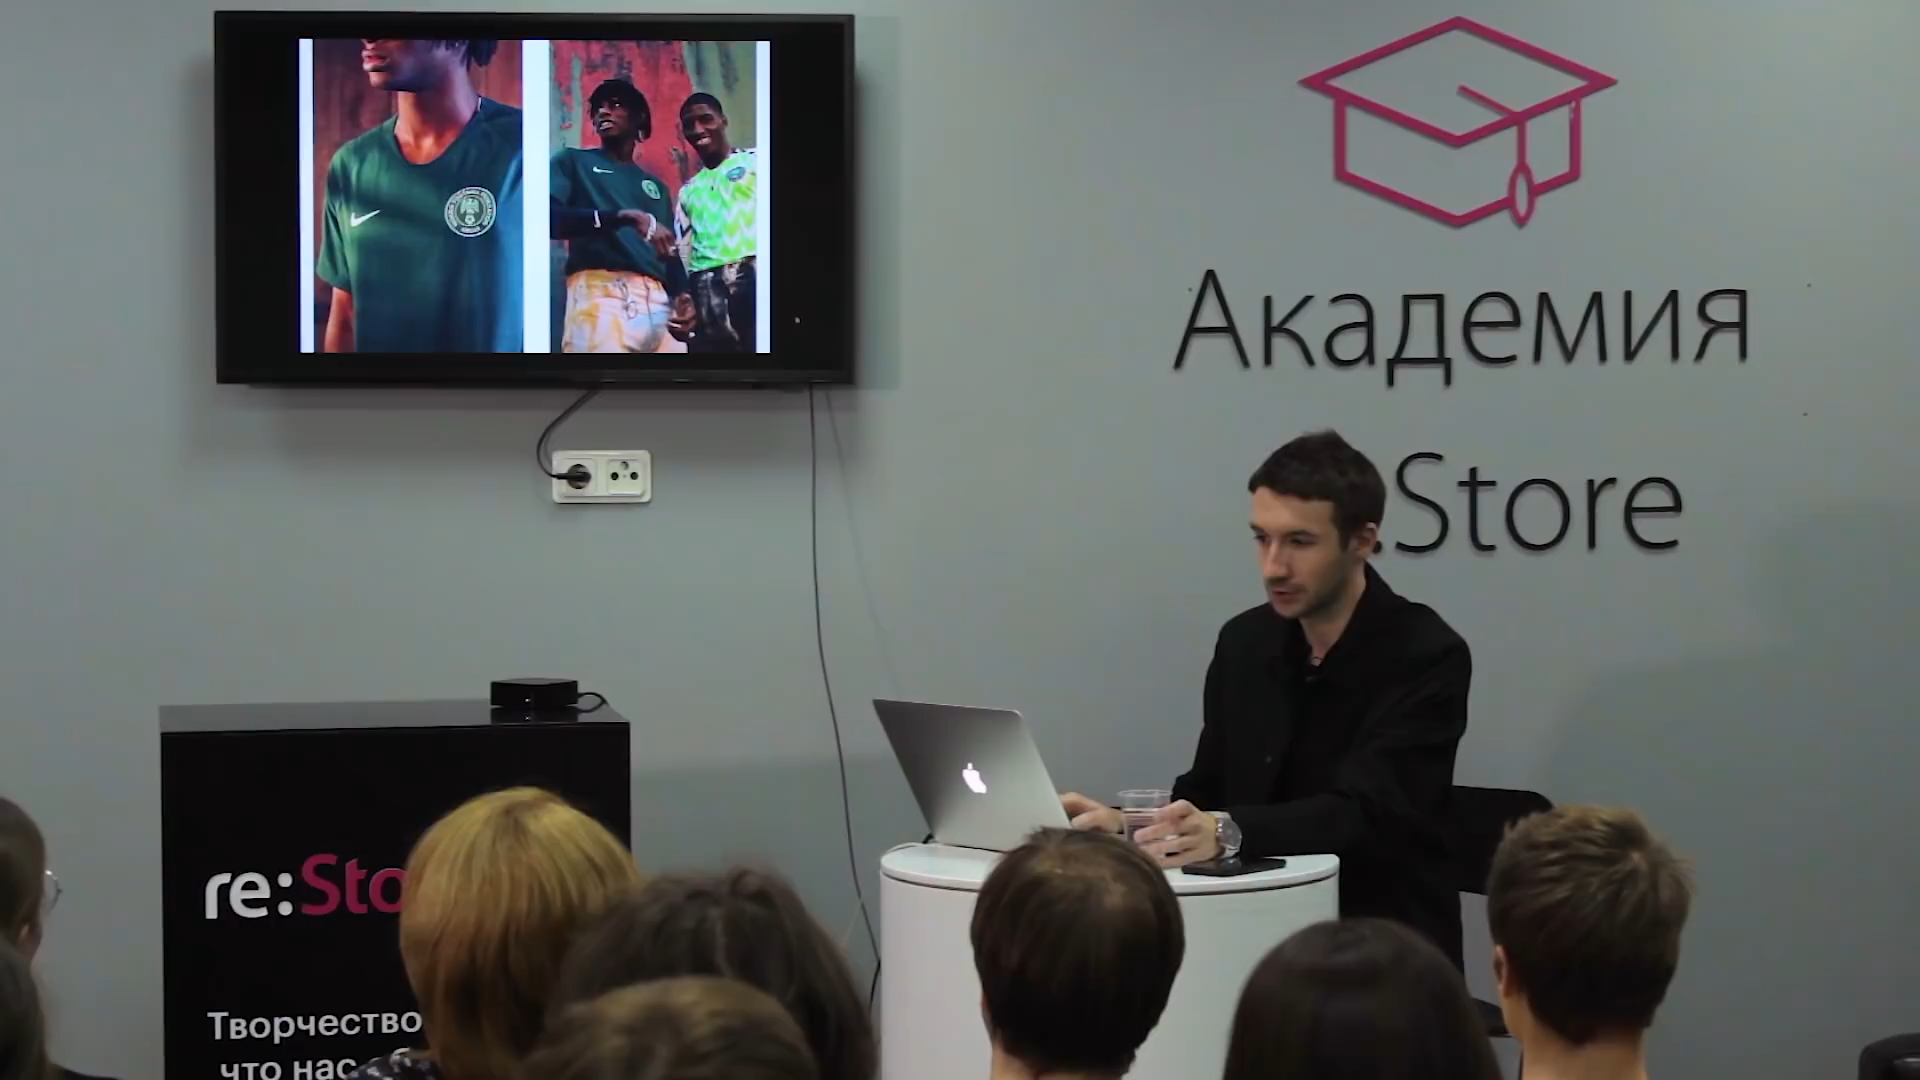 Академия
.Store
re:Sto
Творчество
что нас